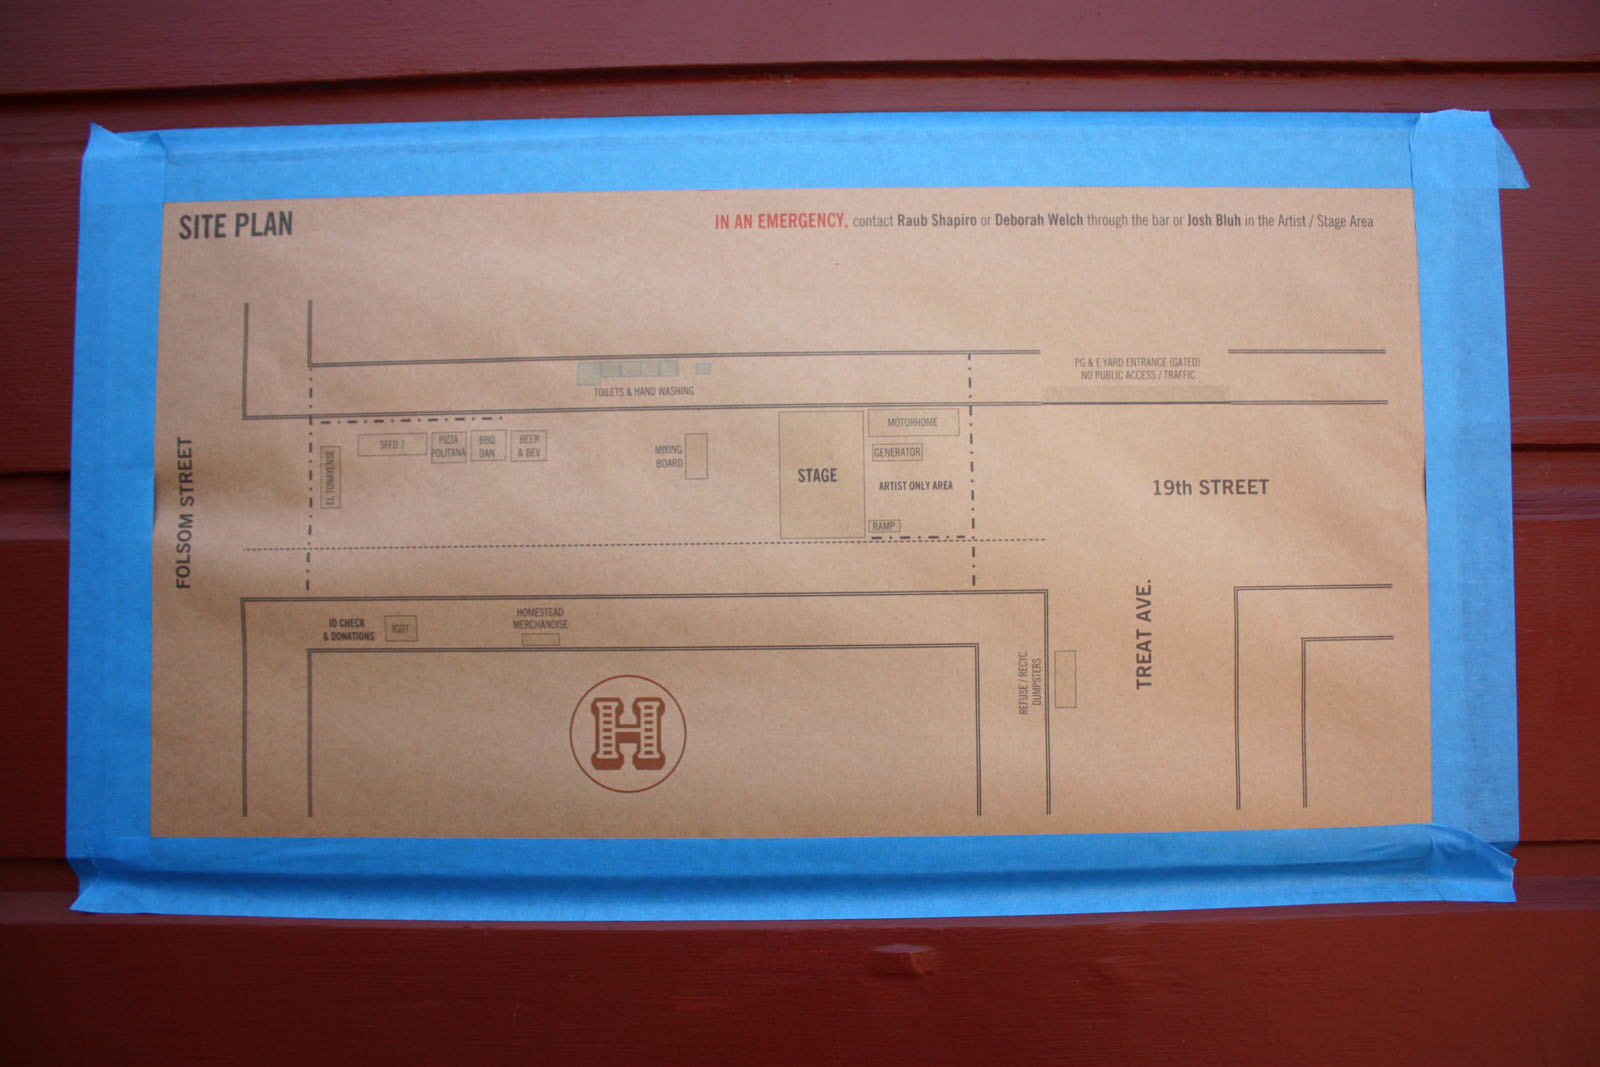 SITE PLAN
IN AN EMERGENCY, contact Raub Shapiro or Deborah Welch through the bar or Josh Bluh in the Artist / Stage Area
PG & E YARD ENTRANCE (GATED)
NO PUBLIC ACCESS / TRAFFIC
TOILETS & HAND WASHING
FOLSOM STREET
EL TONAYENSE
SFFD 7
PIZZA
POLITANA
BBQ
DAN
BEER
& BEV
MIXING
BOARD
STAGE
MOTORHOME
GENERATOR
ARTIST ONLY AREA
RAMP
19th STREET
ID CHECK
& DONATIONS
IGDT
HOMESTEAD
MERCHANDISE
REFUSE / RECYC.
DUMPSTERS
TREAT AVE.
H